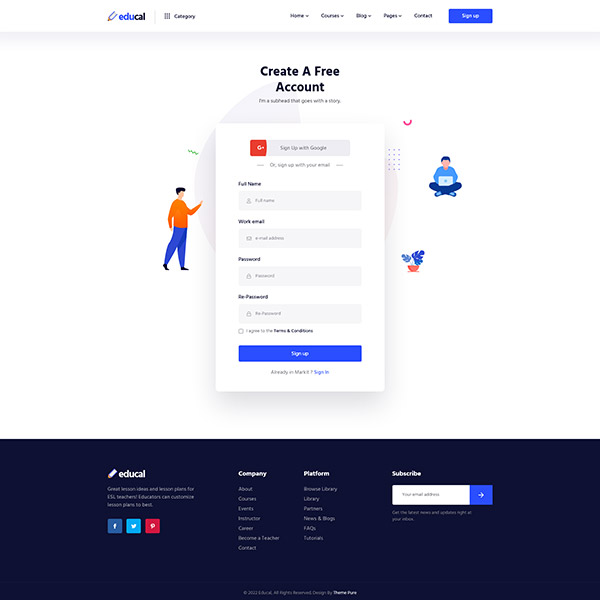 educal
Category
Home
Courses
Blog
Pages
Contact
Sign up
Create A Free
Account
I'm a subhead that goes with a story.
G+
Sign Up with Google
Or, sign up with your email
Full Name
Full name
Work email
e-mail address
Password
Password
Re-Password
Re-Password
I agree to the Terms & Conditions
Sign up
Already in Markit ? Sign In
educal
Great lesson ideas and lesson plans for
ESL teachers! Educators can customize
lesson plans to best.
Company
About
Courses
Events
Instructor
Career
Become a Teacher
Contact
Platform
Browse Library
Library
Partners
News & Blogs
FAQs
Tutorials
Subscribe
Your email address
Get the latest news and updates right at
your inbox.
© 2022 Educal, All Rights Reserved. Design By Theme Pure